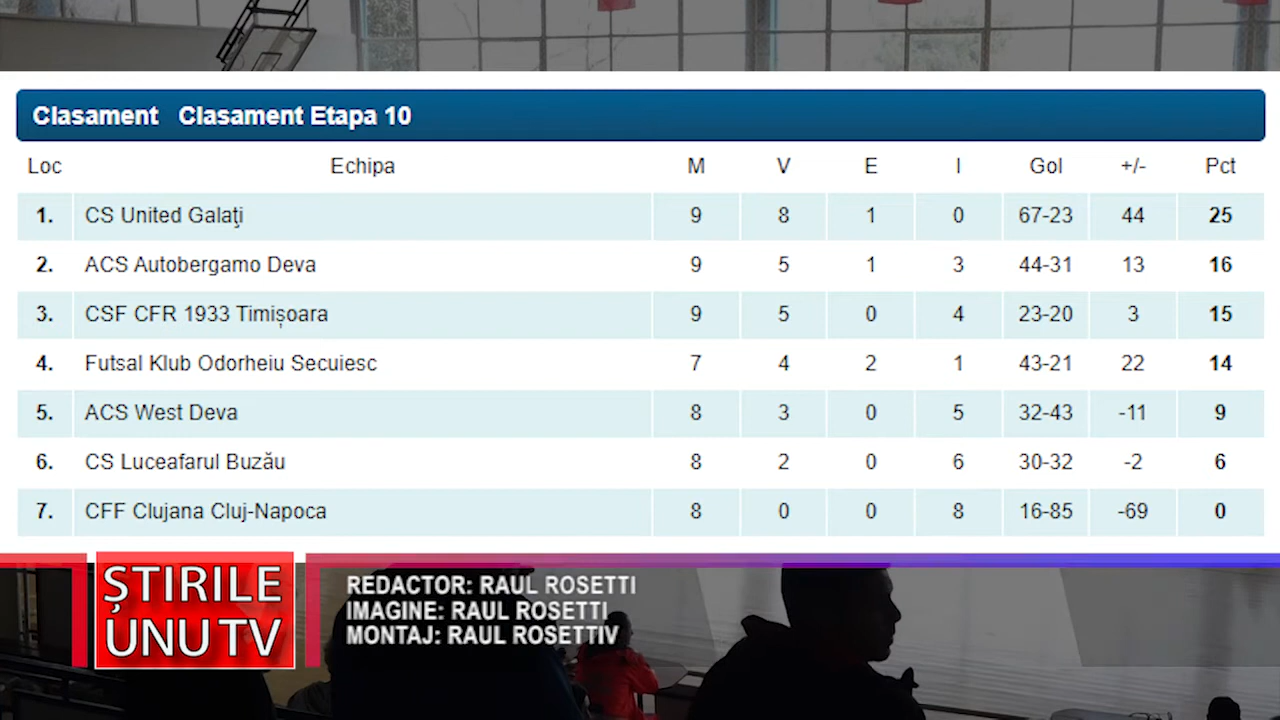 Clasament Clasament Etapa 10
Loc Echipa M V E I Gol +/- Pct
1. CS United Galaţi 9 8 1 0 67-23 44 25
2. ACS Autobergamo Deva 9 5 1 3 44-31 13 16
3. CSF CFR 1933 Timișoara 9 5 0 4 23-20 3 15
4. Futsal Klub Odorheiu Secuiesc 7 4 2 1 43-21 22 14
5. ACS West Deva 8 3 0 5 32-43 -11 9
6. CS Luceafarul Buzău 8 2 0 6 30-32 -2 6
7. CFF Clujana Cluj-Napoca 8 0 0 8 16-85 -69 0
ȘTIRILE
UNU TV
REDACTOR: RAUL ROSETTI
IMAGINE: RAUL ROSETTI
MONTAJ: RAUL ROSETTIV